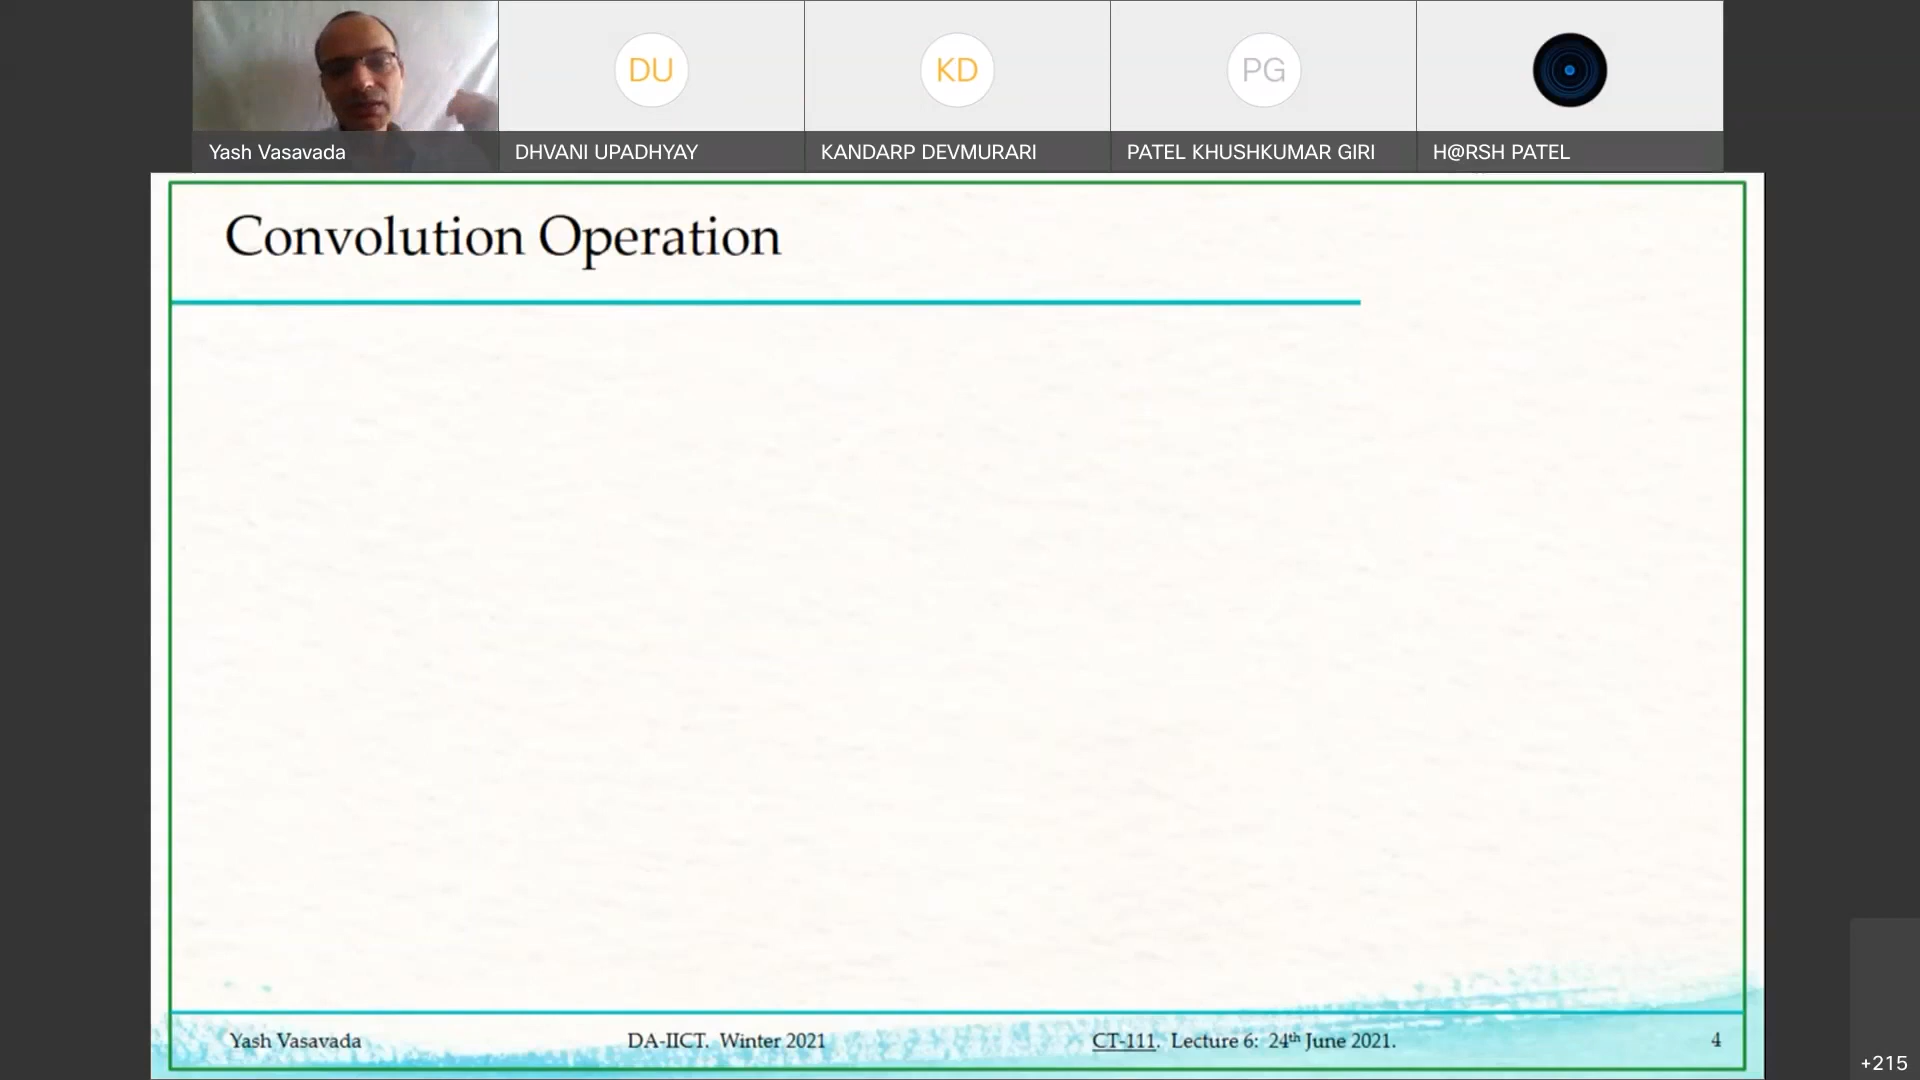 DU
KD
PG
Yash Vasavada
DHVANI UPADHYAY
KANDARP DEVMURARI
PATEL KHUSHKUMAR GIRI
H@RSH PATEL
Convolution Operation
Yash Vasavada
DA-IICT. Winter 2021
CT-111. Lecture 6: 24th June 2021.
4
+215